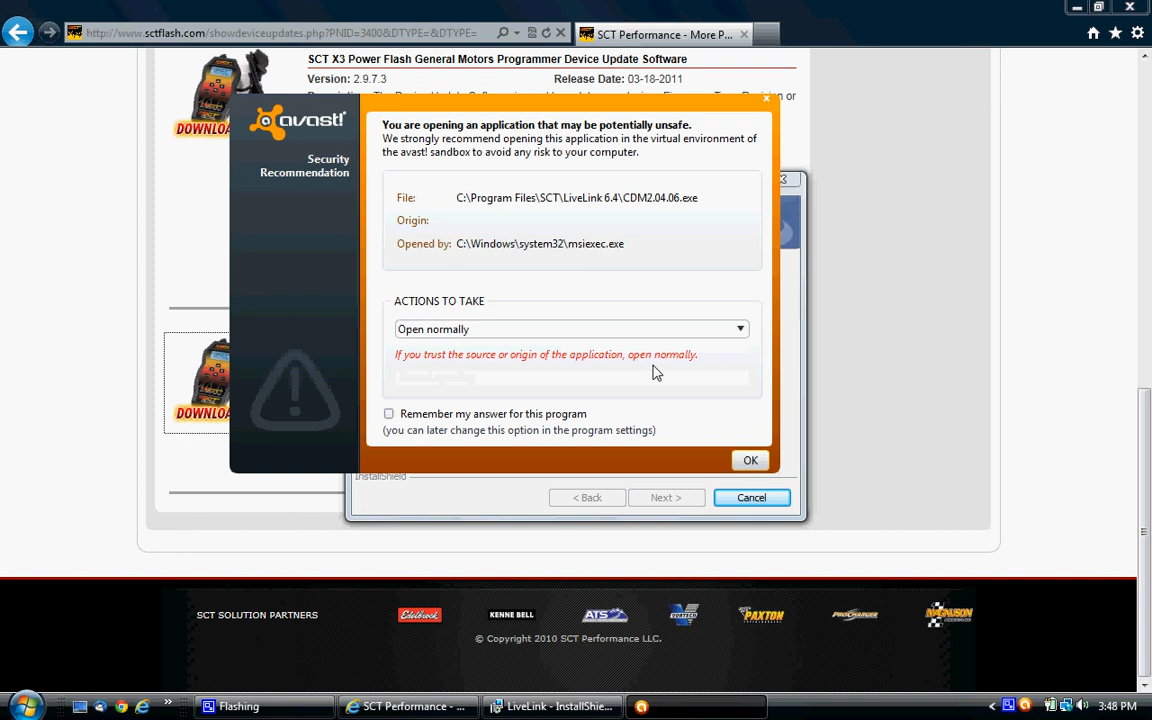 http://www.sctflash.com/showdeviceupdates.php?PNID=3400&DTYPE=&DTYPE=
SCT Performance - More P...
SCT X3 Power Flash General Motors Programmer Device Update Software
Version: 2.9.7.3
Release Date: 03-18-2011
DOWNLO
avast!
Security
Recommendation
You are opening an application that may be potentially unsafe.
We strongly recommend opening this application in the virtual environment of
the avast! sandbox to avoid any risk to your computer.
File:
C:\Program Files\SCT\LiveLink 6.4\CDM2.04.06.exe
Origin:
Opened by:
C:\Windows\system32\msiexec.exe
ACTIONS TO TAKE
Open normally
If you trust the source or origin of the application, open normally.
Remember my answer for this program
(you can later change this option in the program settings)
OK
DOWNLOA
InstallShield
< Back
Next >
Cancel
SCT SOLUTION PARTNERS
Edelbrock
KENNE BELL
ATS
VORTECH
PAXTON
PROCHARGER
MAGNUSON
© Copyright 2010 SCT Performance LLC.
Flashing
SCT Performance - ...
LiveLink - InstallShie...
3:48 PM